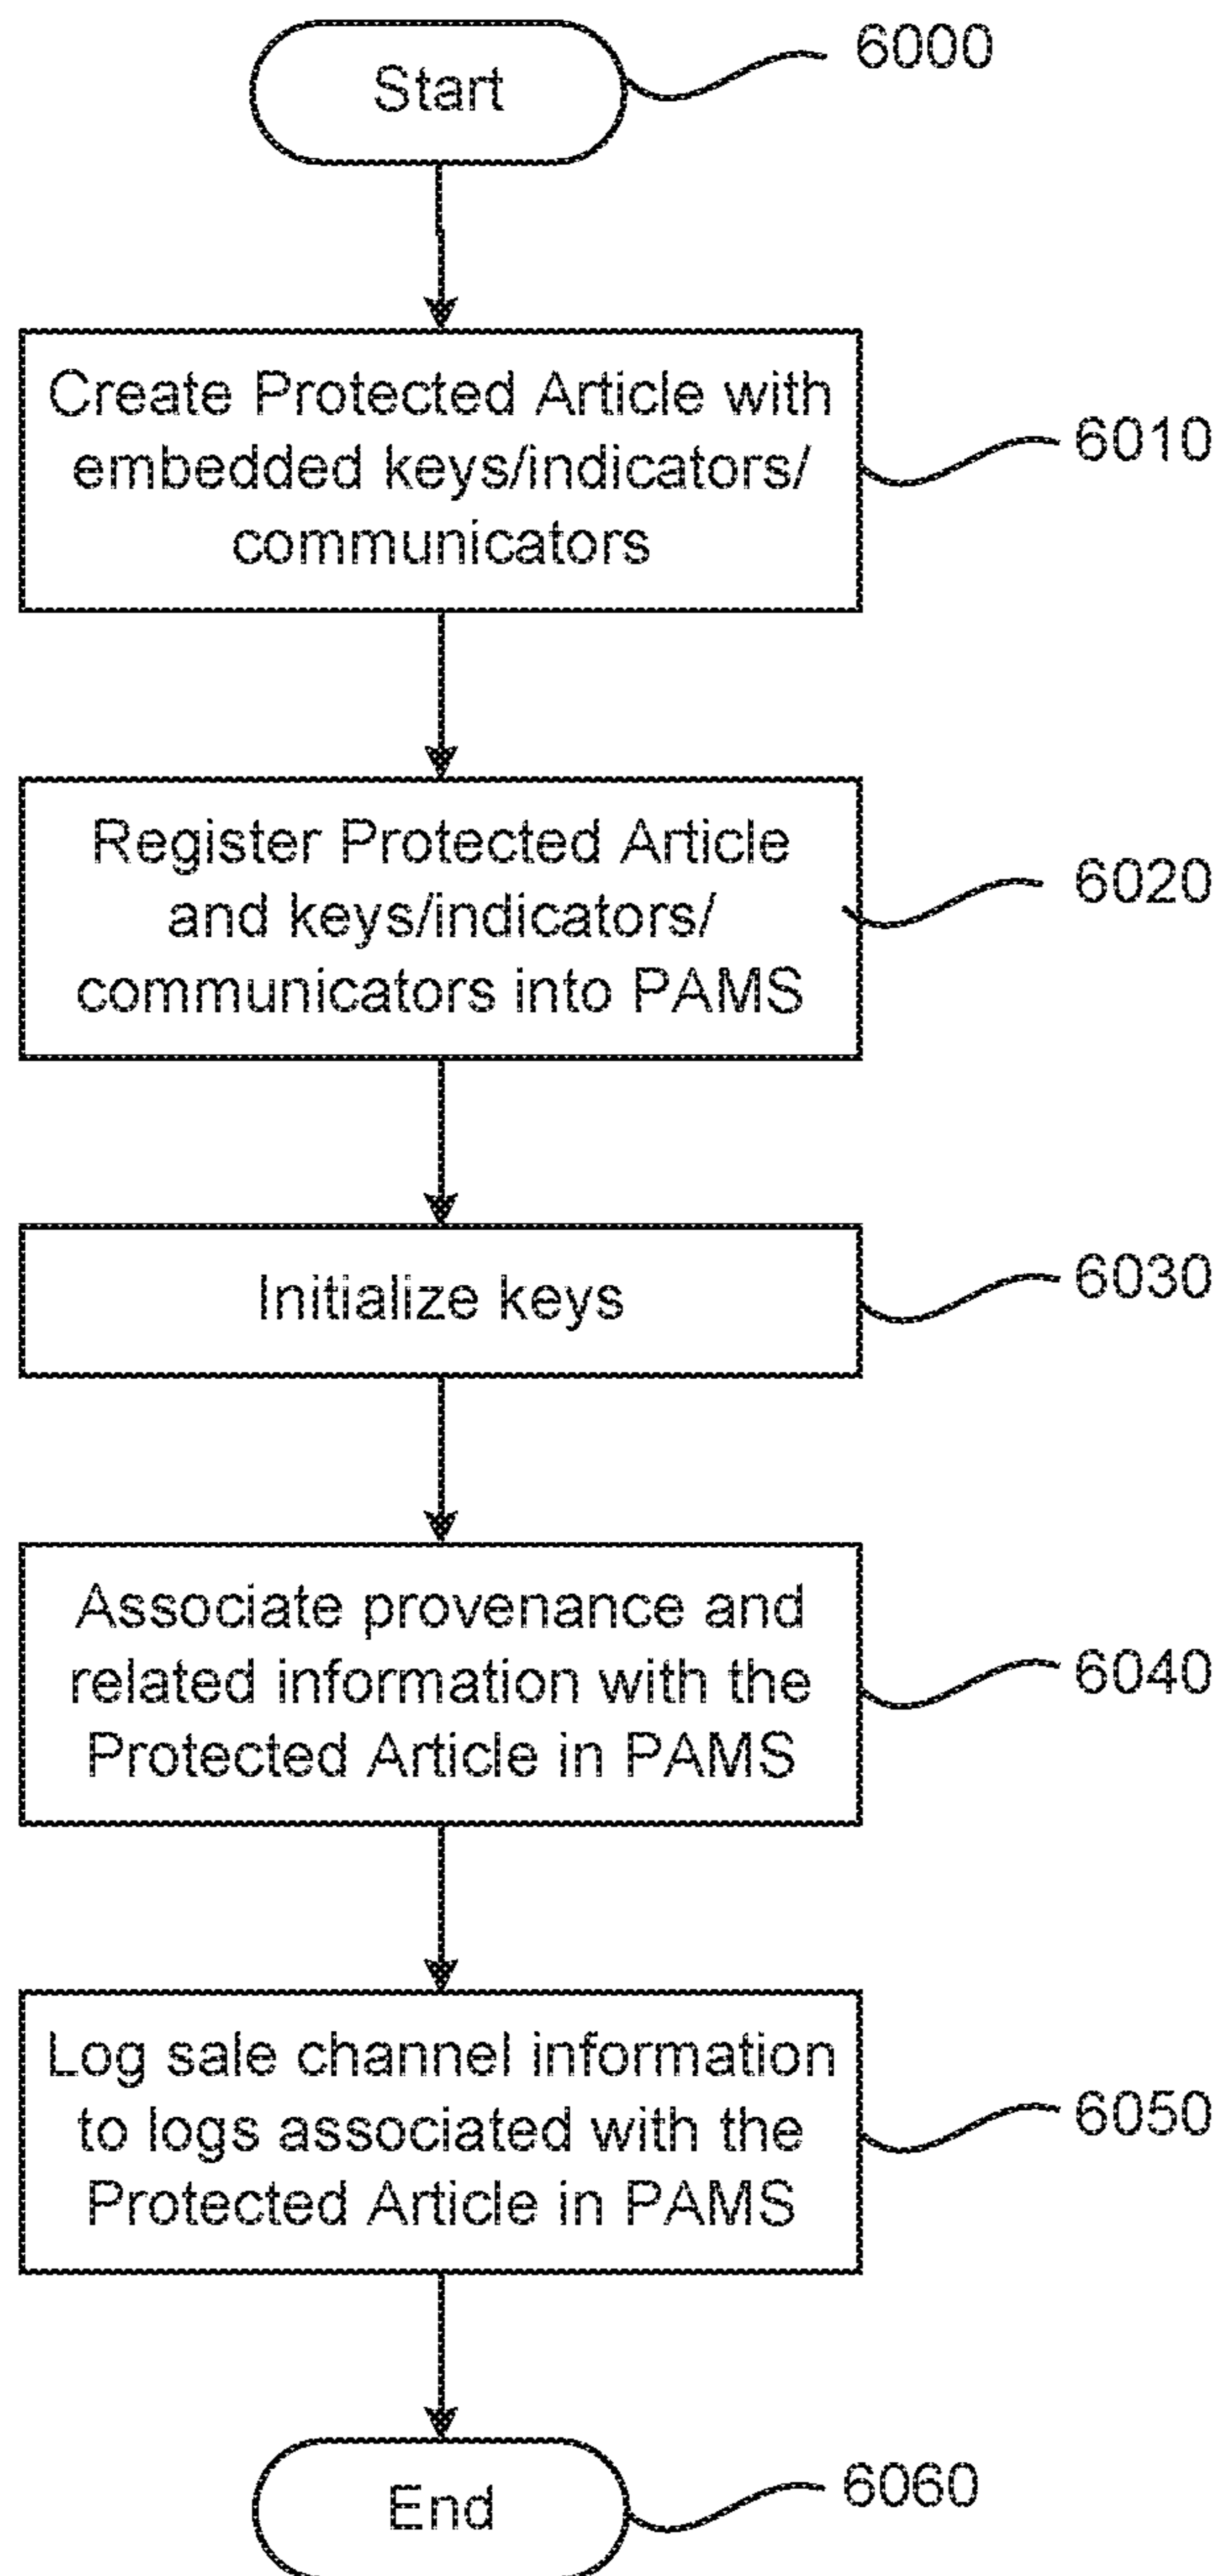 Start
6000
Create Protected Article with
embedded keys/indicators/
communicators
6010
Register Protected Article
and keys/indicators/
communicators into PAMS
6020
Initialize keys
6030
Associate provenance and
related information with the
Protected Article in PAMS
6040
Log sale channel information
to logs associated with the
Protected Article in PAMS
6050
End
6060